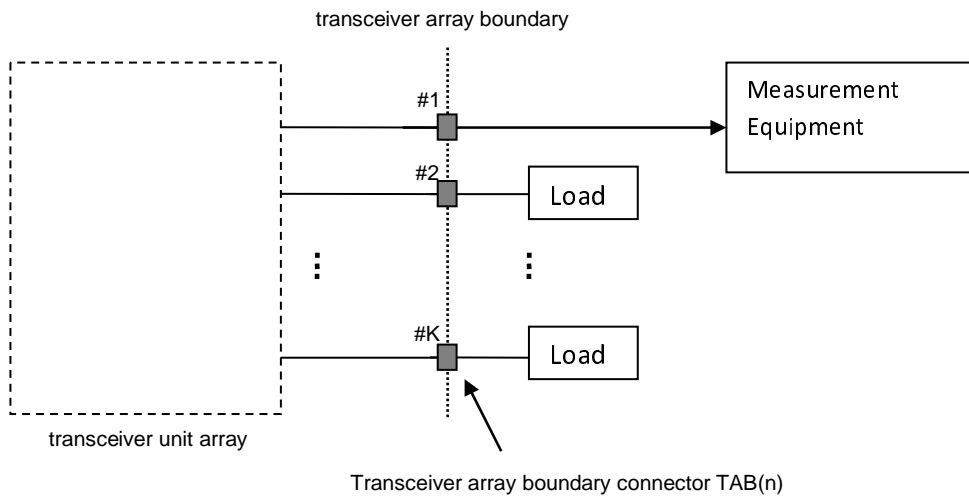 transceiver array boundary
#1
Measurement
Equipment
#2
Load
#K
Load
transceiver unit array
Transceiver array boundary connector TAB(n)